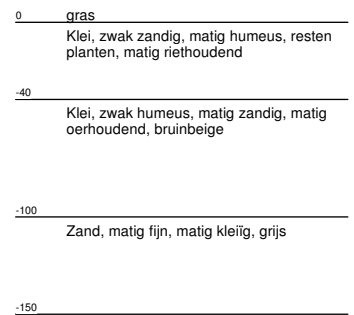 0 gras
Klei, zwak zandig, matig humeus, resten
planten, matig riethoudend
-40
Klei, zwak humeus, matig zandig, matig
oerhoudend, bruinbeige
-100
Zand, matig fijn, matig kleiïg, grijs
-150